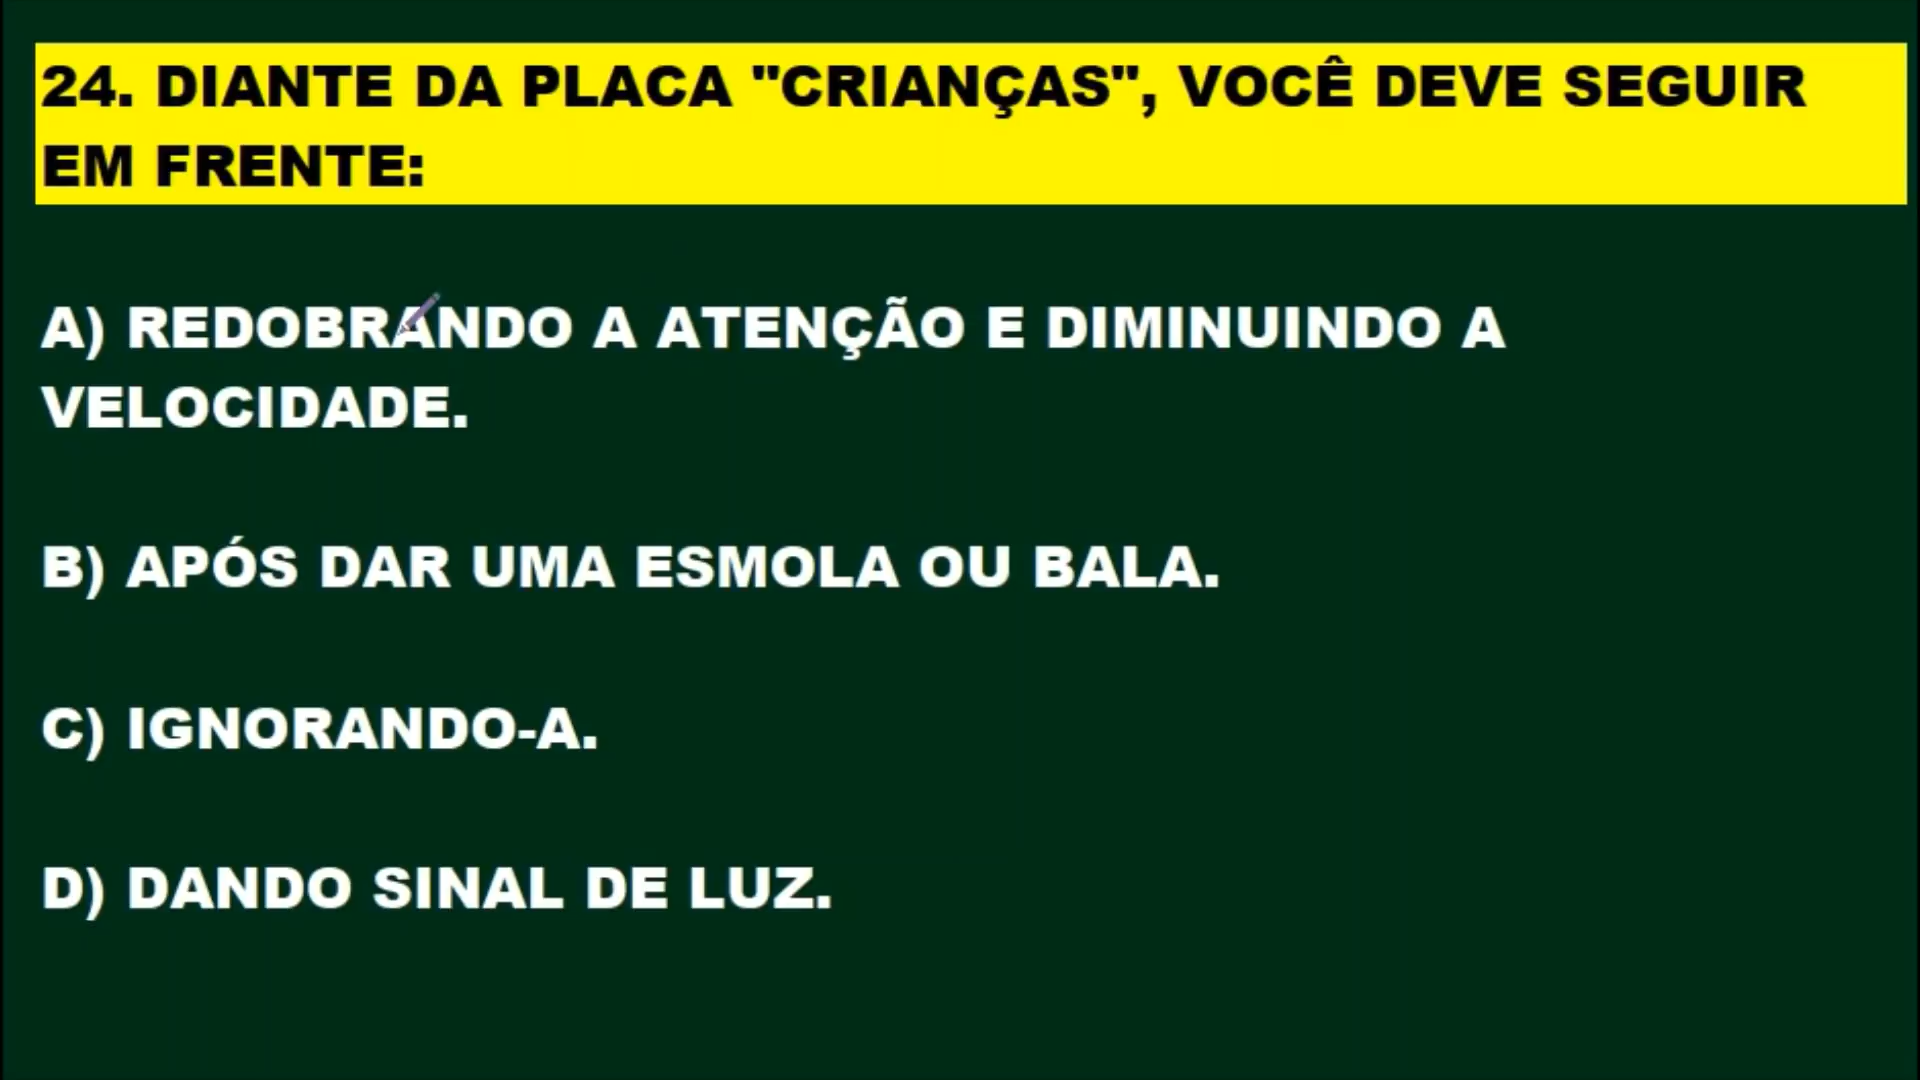 24. DIANTE DA PLACA "CRIANÇAS", VOCÊ DEVE SEGUIR
EM FRENTE:
A) REDOBRANDO A ATENÇÃO E DIMINUINDO A
VELOCIDADE.
B) APÓS DAR UMA ESMOLA OU BALA.
C) IGNORANDO-A.
D) DANDO SINAL DE LUZ.